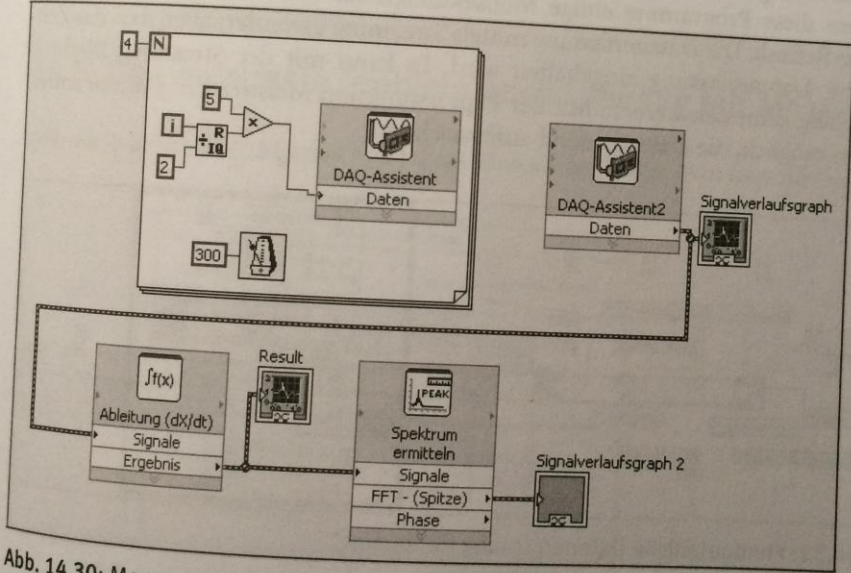 4 N
5
i
÷ R
IQ
x
2
DAQ-Assistent
Daten
300
DAQ-Assistent2
Daten
Signalverlaufsgraph
∫f(x)
Ableitung (dX/dt)
Signale
Ergebnis
Result
PEAK
Spektrum
ermitteln
Signale
FFT - (Spitze)
Phase
Signalverlaufsgraph 2
Abb. 14.30: